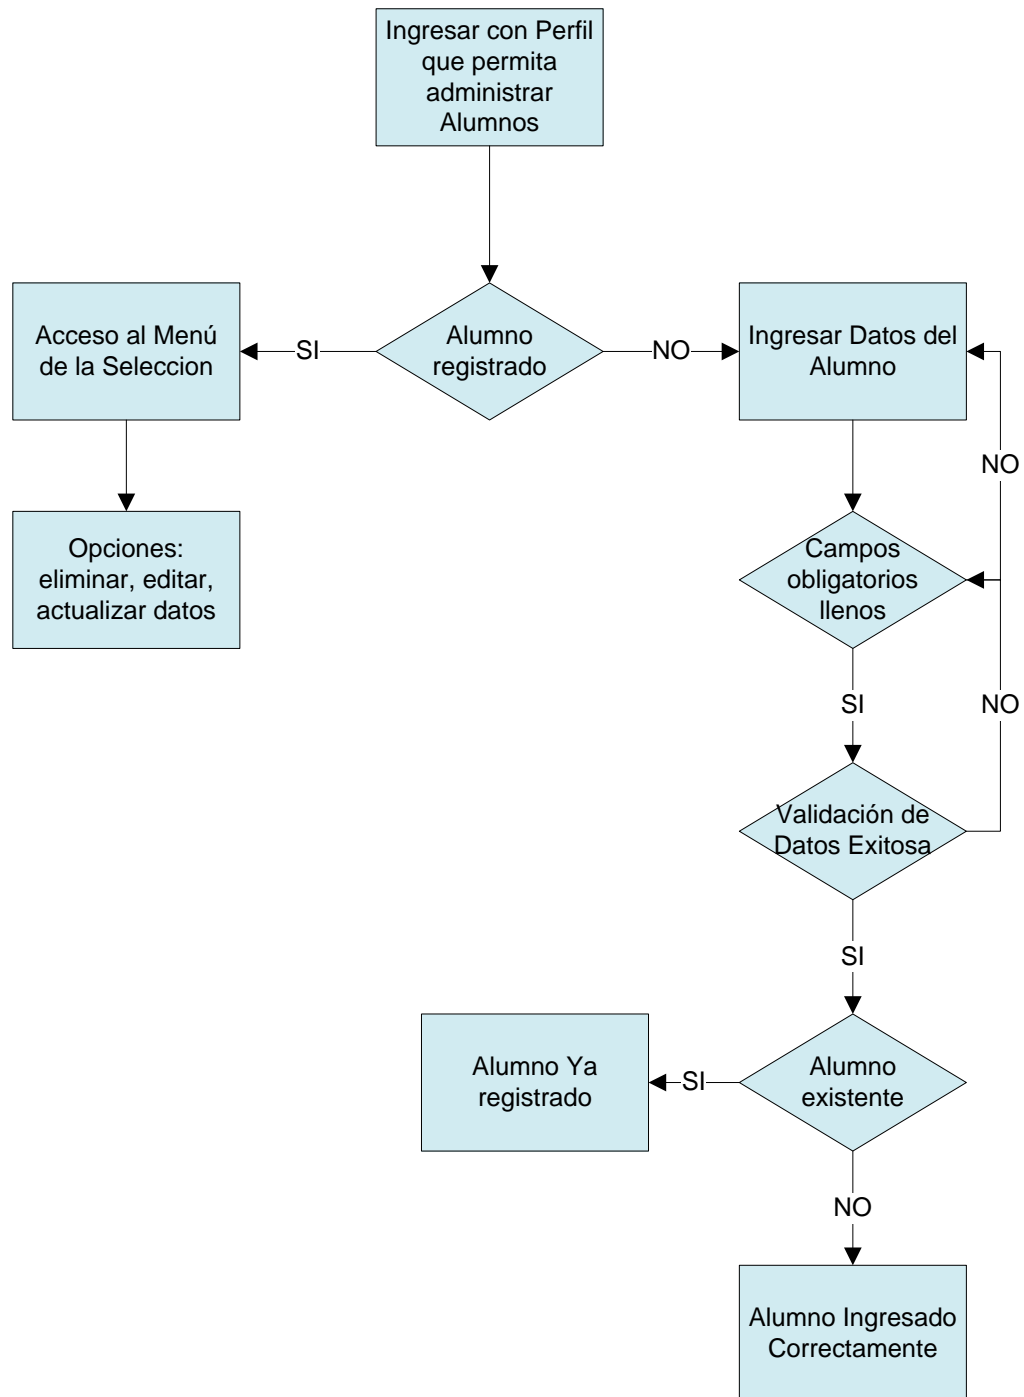 Ingresar con Perfil
que permita
administrar
Alumnos
Acceso al Menú
de la Seleccion
SI
Alumno
registrado
NO
Ingresar Datos del
Alumno
NO
Opciones:
eliminar, editar,
actualizar datos
Campos
obligatorios
llenos
SI
NO
Validación de
Datos Exitosa
SI
Alumno Ya
registrado
SI
Alumno
existente
NO
Alumno Ingresado
Correctamente